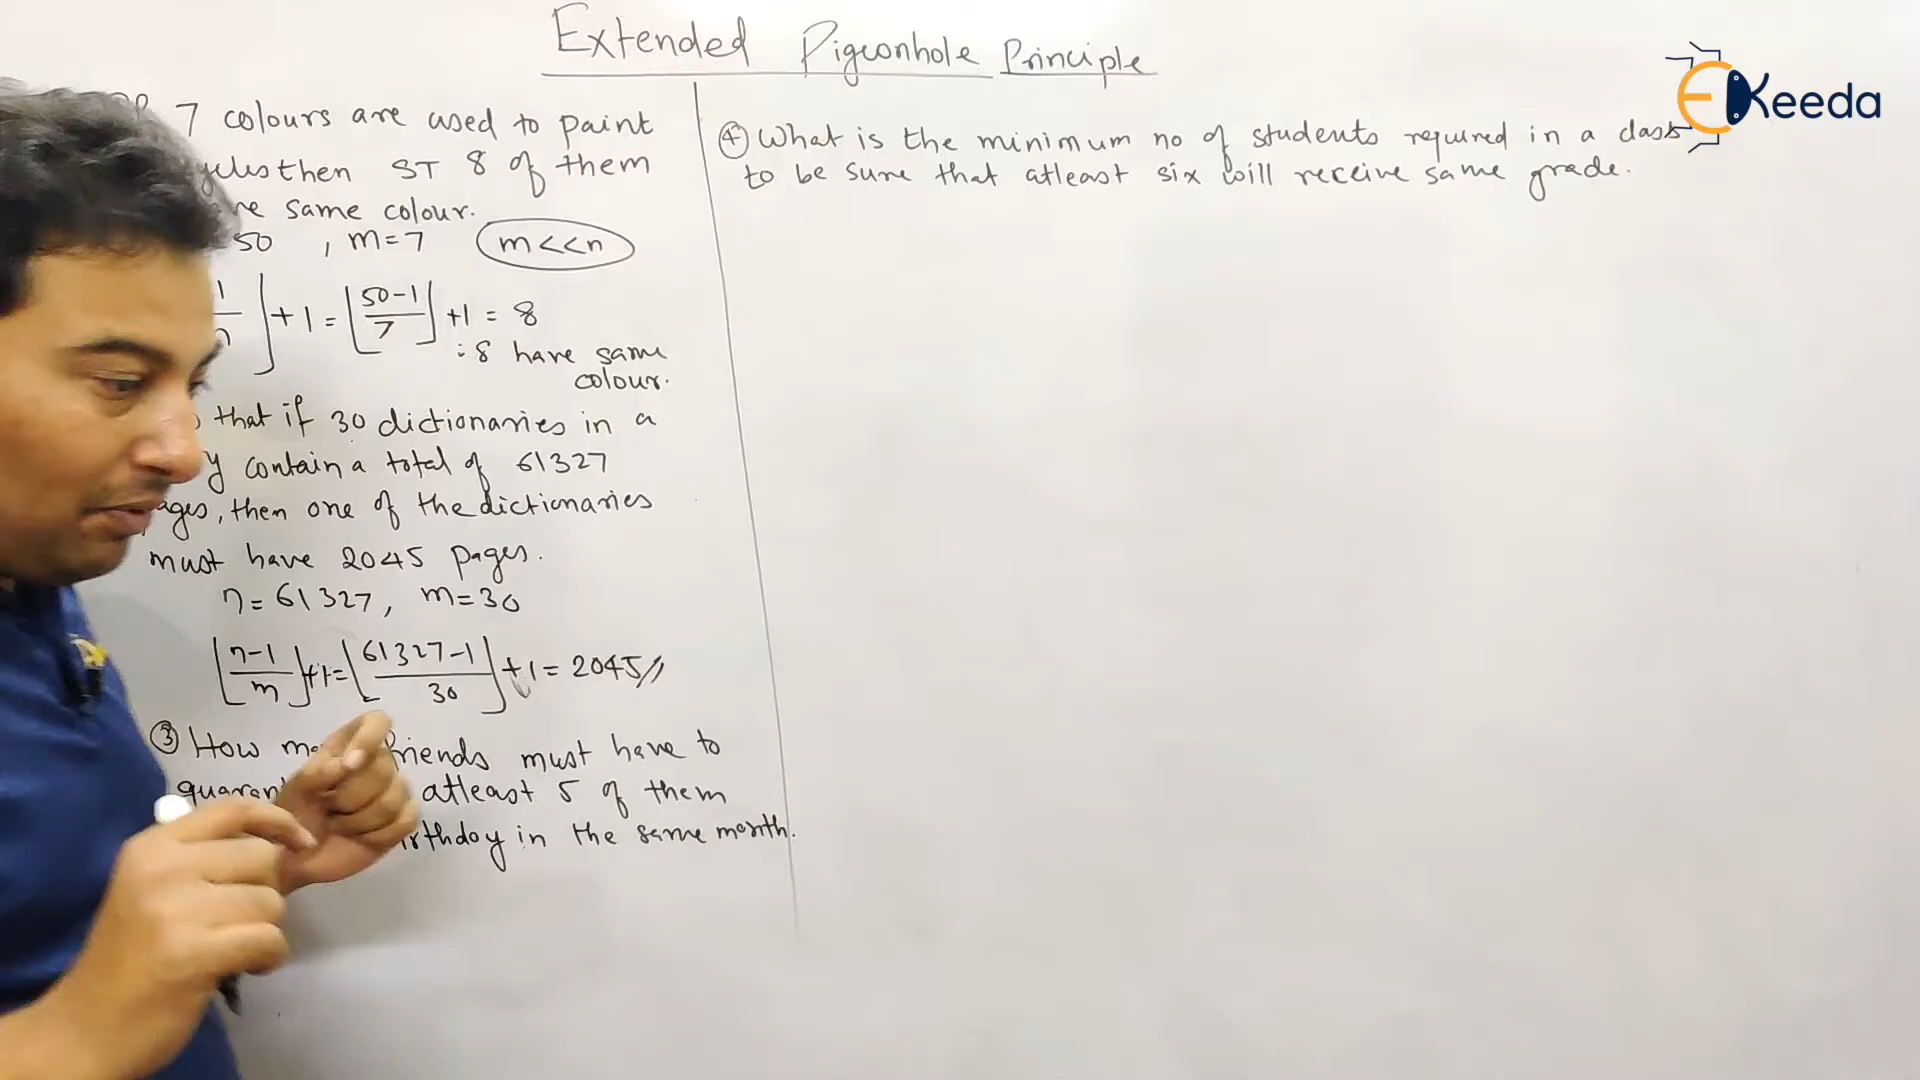 Extended Pigeonhole Principle
EKeeda
7 colours are used to paint
then ST 8 of them
same colour.
50 , m=7 m<<n
+1 = ⌊50-1/7⌋ +1 = 8
∴ 8 have same
colour.
that if 30 dictionaries in a
contain a total of 61327
pages, then one of the dictionaries
must have 2045 pages.
n = 61327, m=30
⌊n-1/m⌋+1=⌊61327-1/30⌋+1 = 2045//
③ How friends must have to
atleast 5 of them
in the same month.
④ What is the minimum no of students required in a class
to be sure that atleast six will receive same grade.